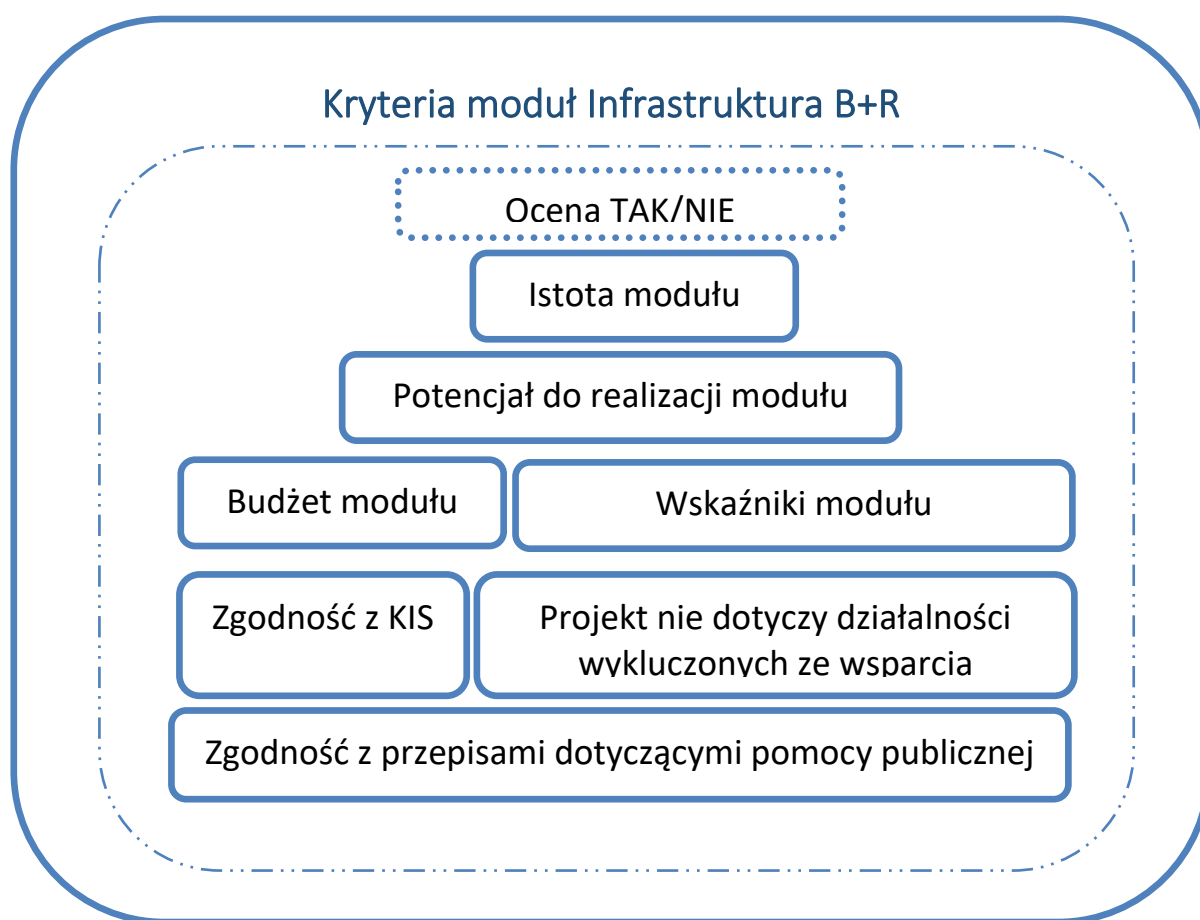 Kryteria moduł Infrastruktura B+R
Ocena TAK/NIE
Istota modułu
Potencjał do realizacji modułu
Budżet modułu
Wskaźniki modułu
Zgodność z KIS
Projekt nie dotyczy działalności
wykluczonych ze wsparcia
Zgodność z przepisami dotyczącymi pomocy publicznej